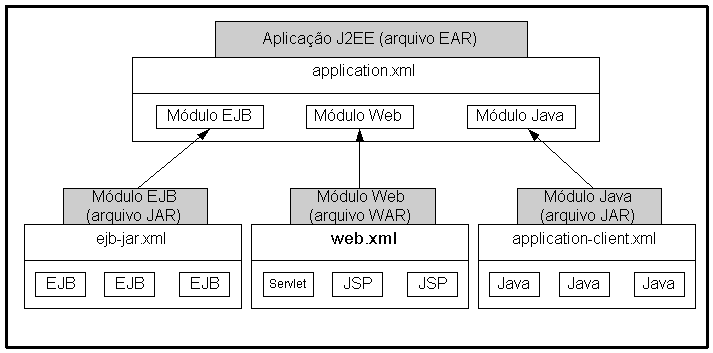 Aplicação J2EE (arquivo EAR)
application.xml
Módulo EJB
Módulo Web
Módulo Java
Módulo EJB
(arquivo JAR)
Módulo Web
(arquivo WAR)
Módulo Java
(arquivo JAR)
ejb-jar.xml
web.xml
application-client.xml
EJB
EJB
EJB
Servlet
JSP
JSP
Java
Java
Java